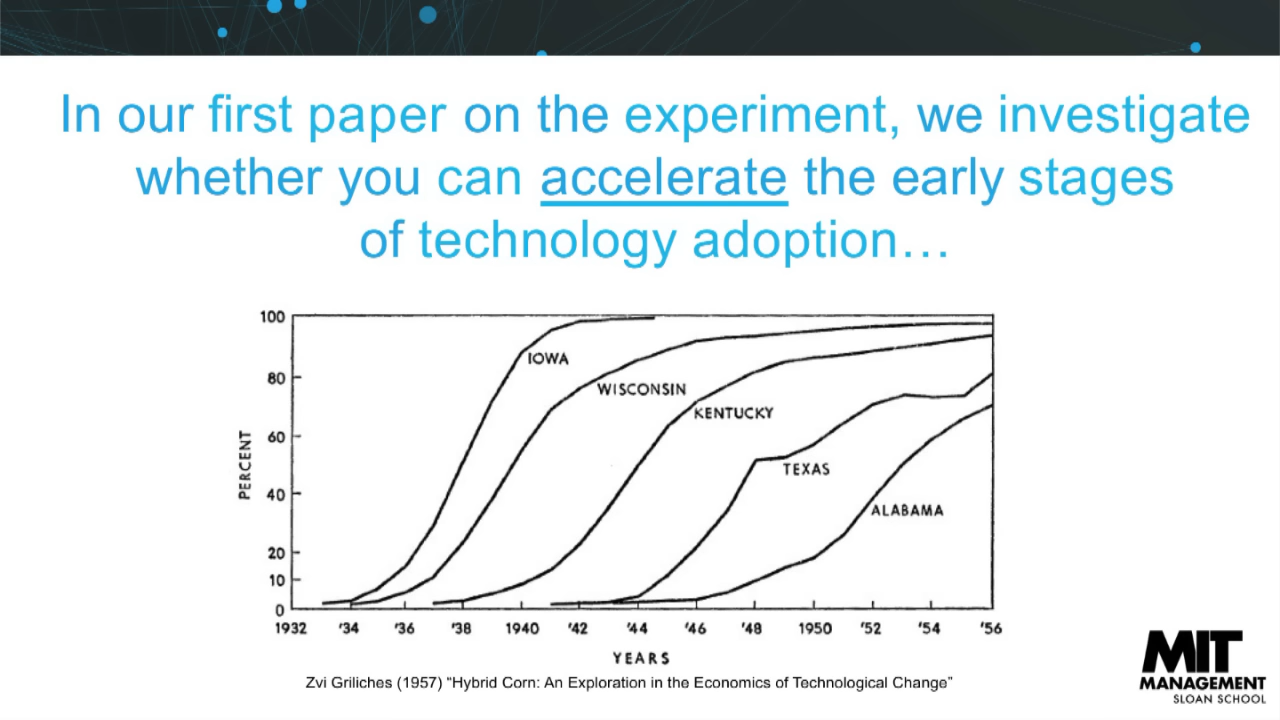 In our first paper on the experiment, we investigate
whether you can accelerate the early stages
of technology adoption…
100
IOWA
80
WISCONSIN
KENTUCKY
60
PERCENT
TEXAS
40
ALABAMA
20
10
0
1932 '34 '36 '38 1940 '42 '44 '46 '48 1950 '52 '54 '56
YEARS
Zvi Griliches (1957) "Hybrid Corn: An Exploration in the Economics of Technological Change"
MIT
MANAGEMENT
SLOAN SCHOOL